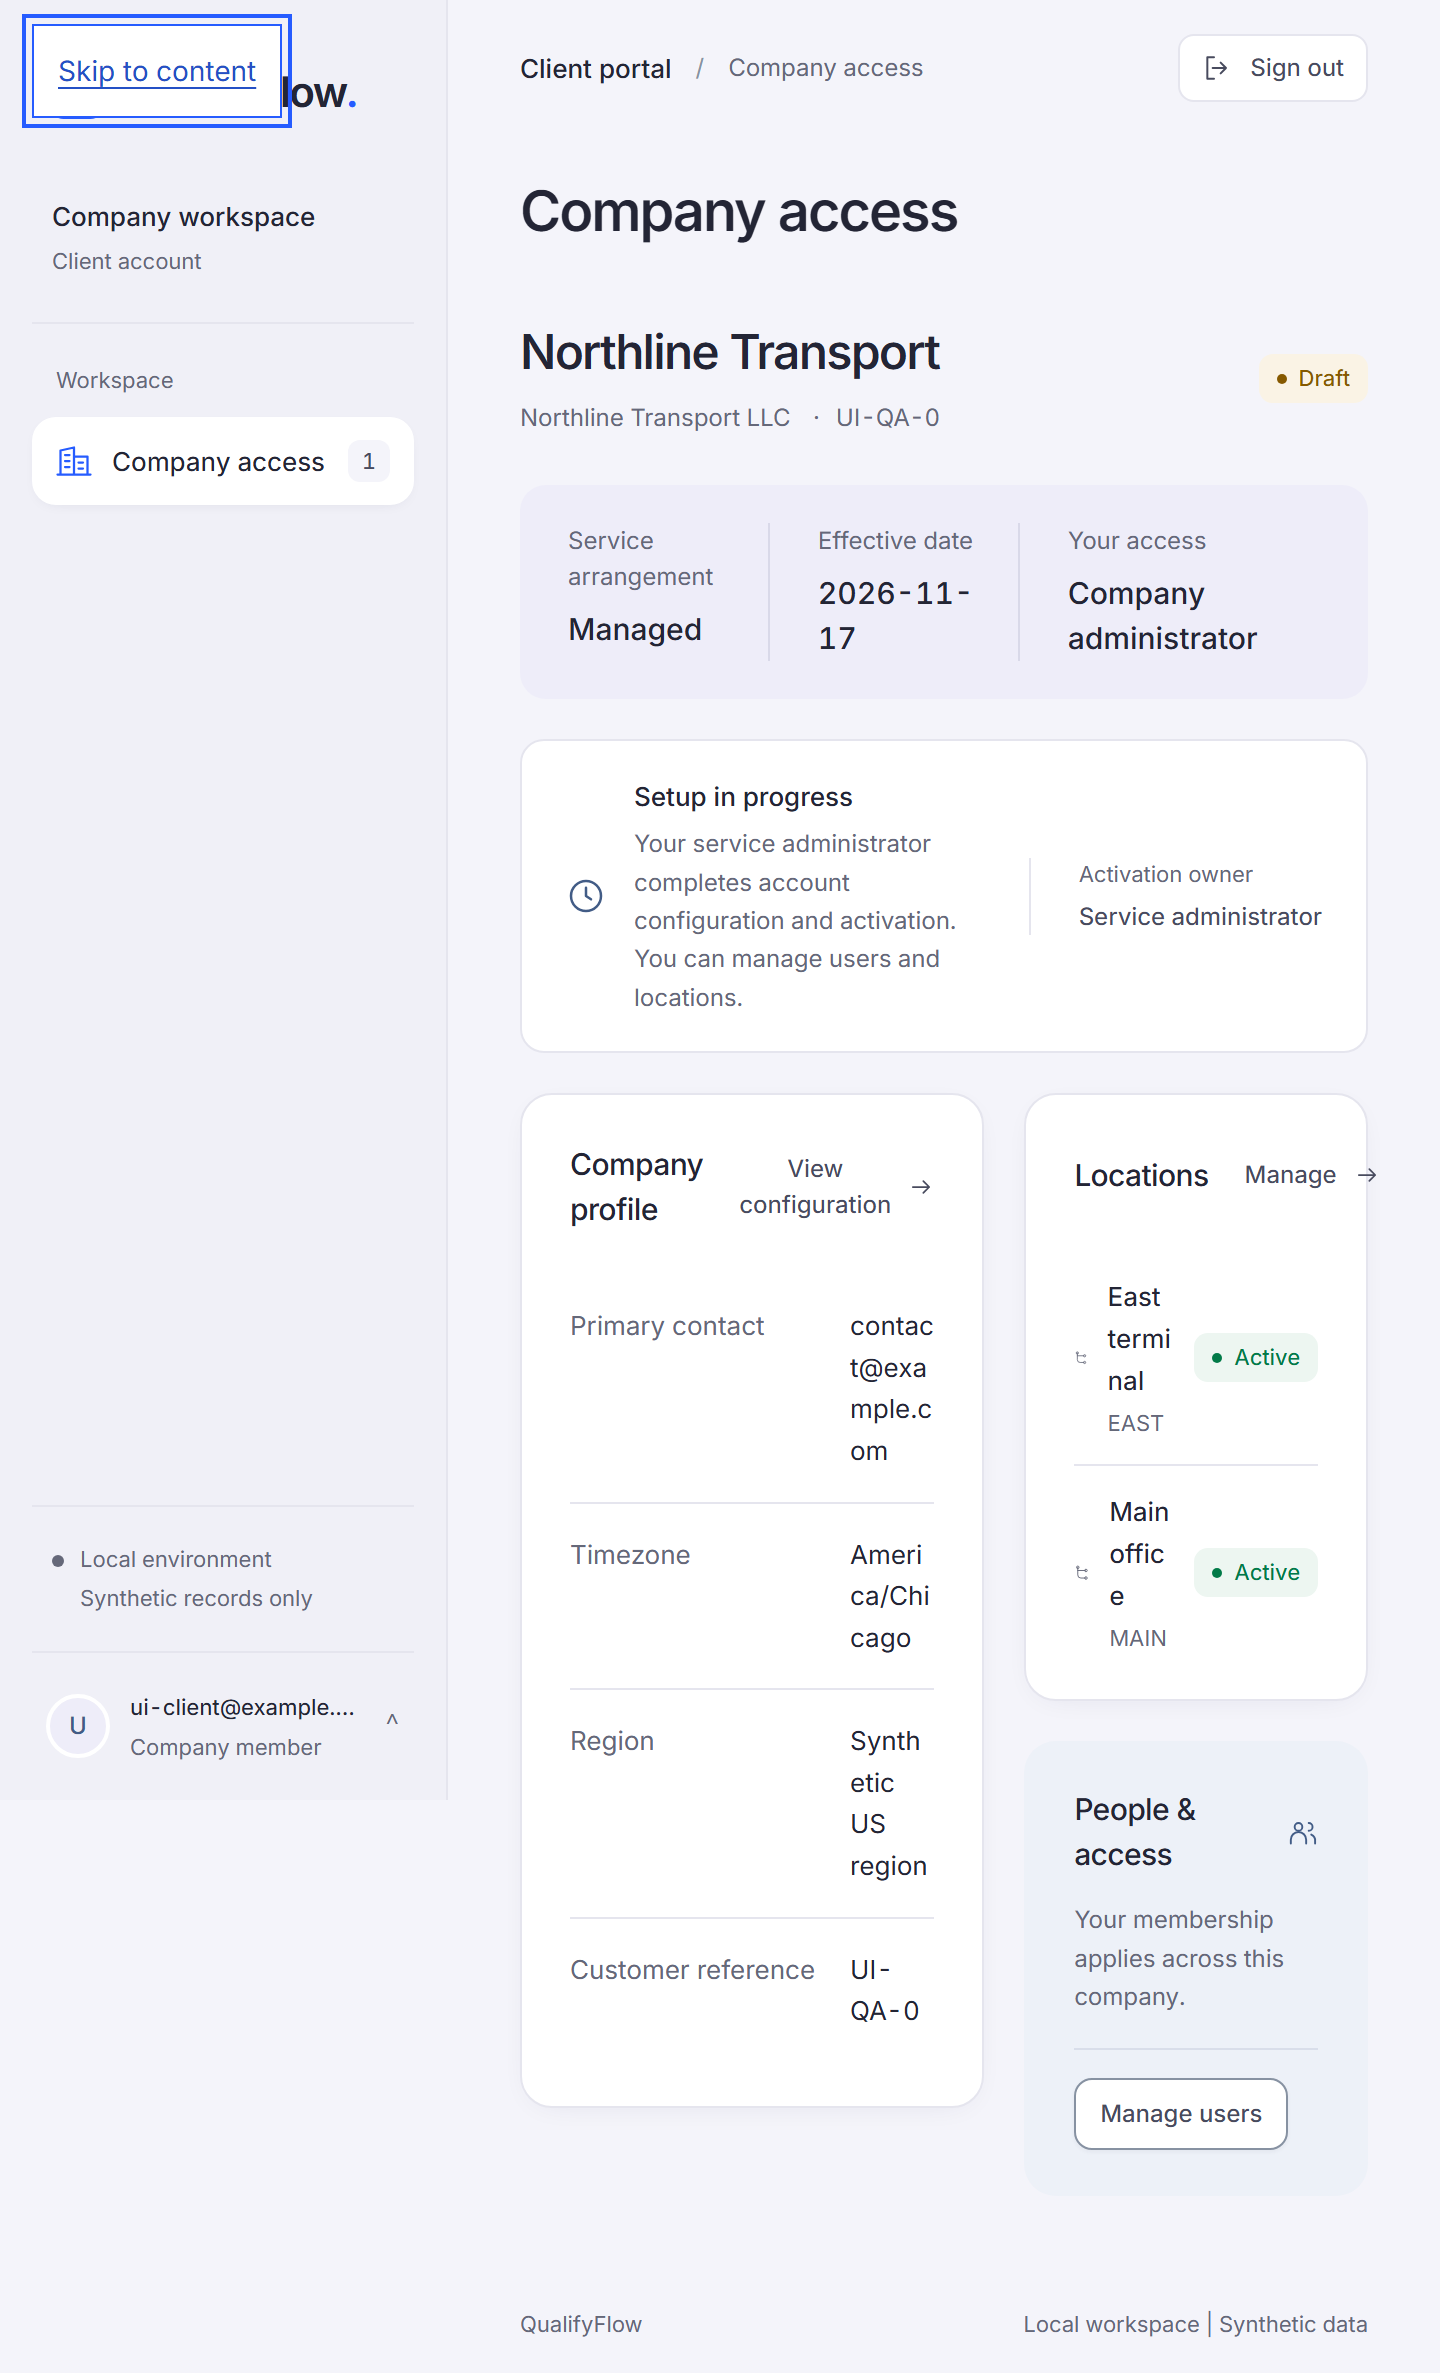 Skip to content
low.
Company workspace
Client account
Workspace
Company access 1
Local environment
Synthetic records only
U
ui-client@example....
Company member
Client portal / Company access
Sign out
Company access
Northline Transport
Northline Transport LLC · UI-QA-0
Draft
Service
arrangement
Managed
Effective date
2026-11-
17
Your access
Company
administrator
Setup in progress
Your service administrator
completes account
configuration and activation.
You can manage users and
locations.
Activation owner
Service administrator
Company
profile
View
configuration
Primary contact
contac
t@exa
mple.c
om
Timezone
Ameri
ca/Chi
cago
Region
Synth
etic
US
region
Customer reference
UI-
QA-0
Locations
Manage
East
termi
nal
EAST
Active
Main
offic
e
MAIN
Active
People &
access
Your membership
applies across this
company.
Manage users
QualifyFlow
Local workspace | Synthetic data